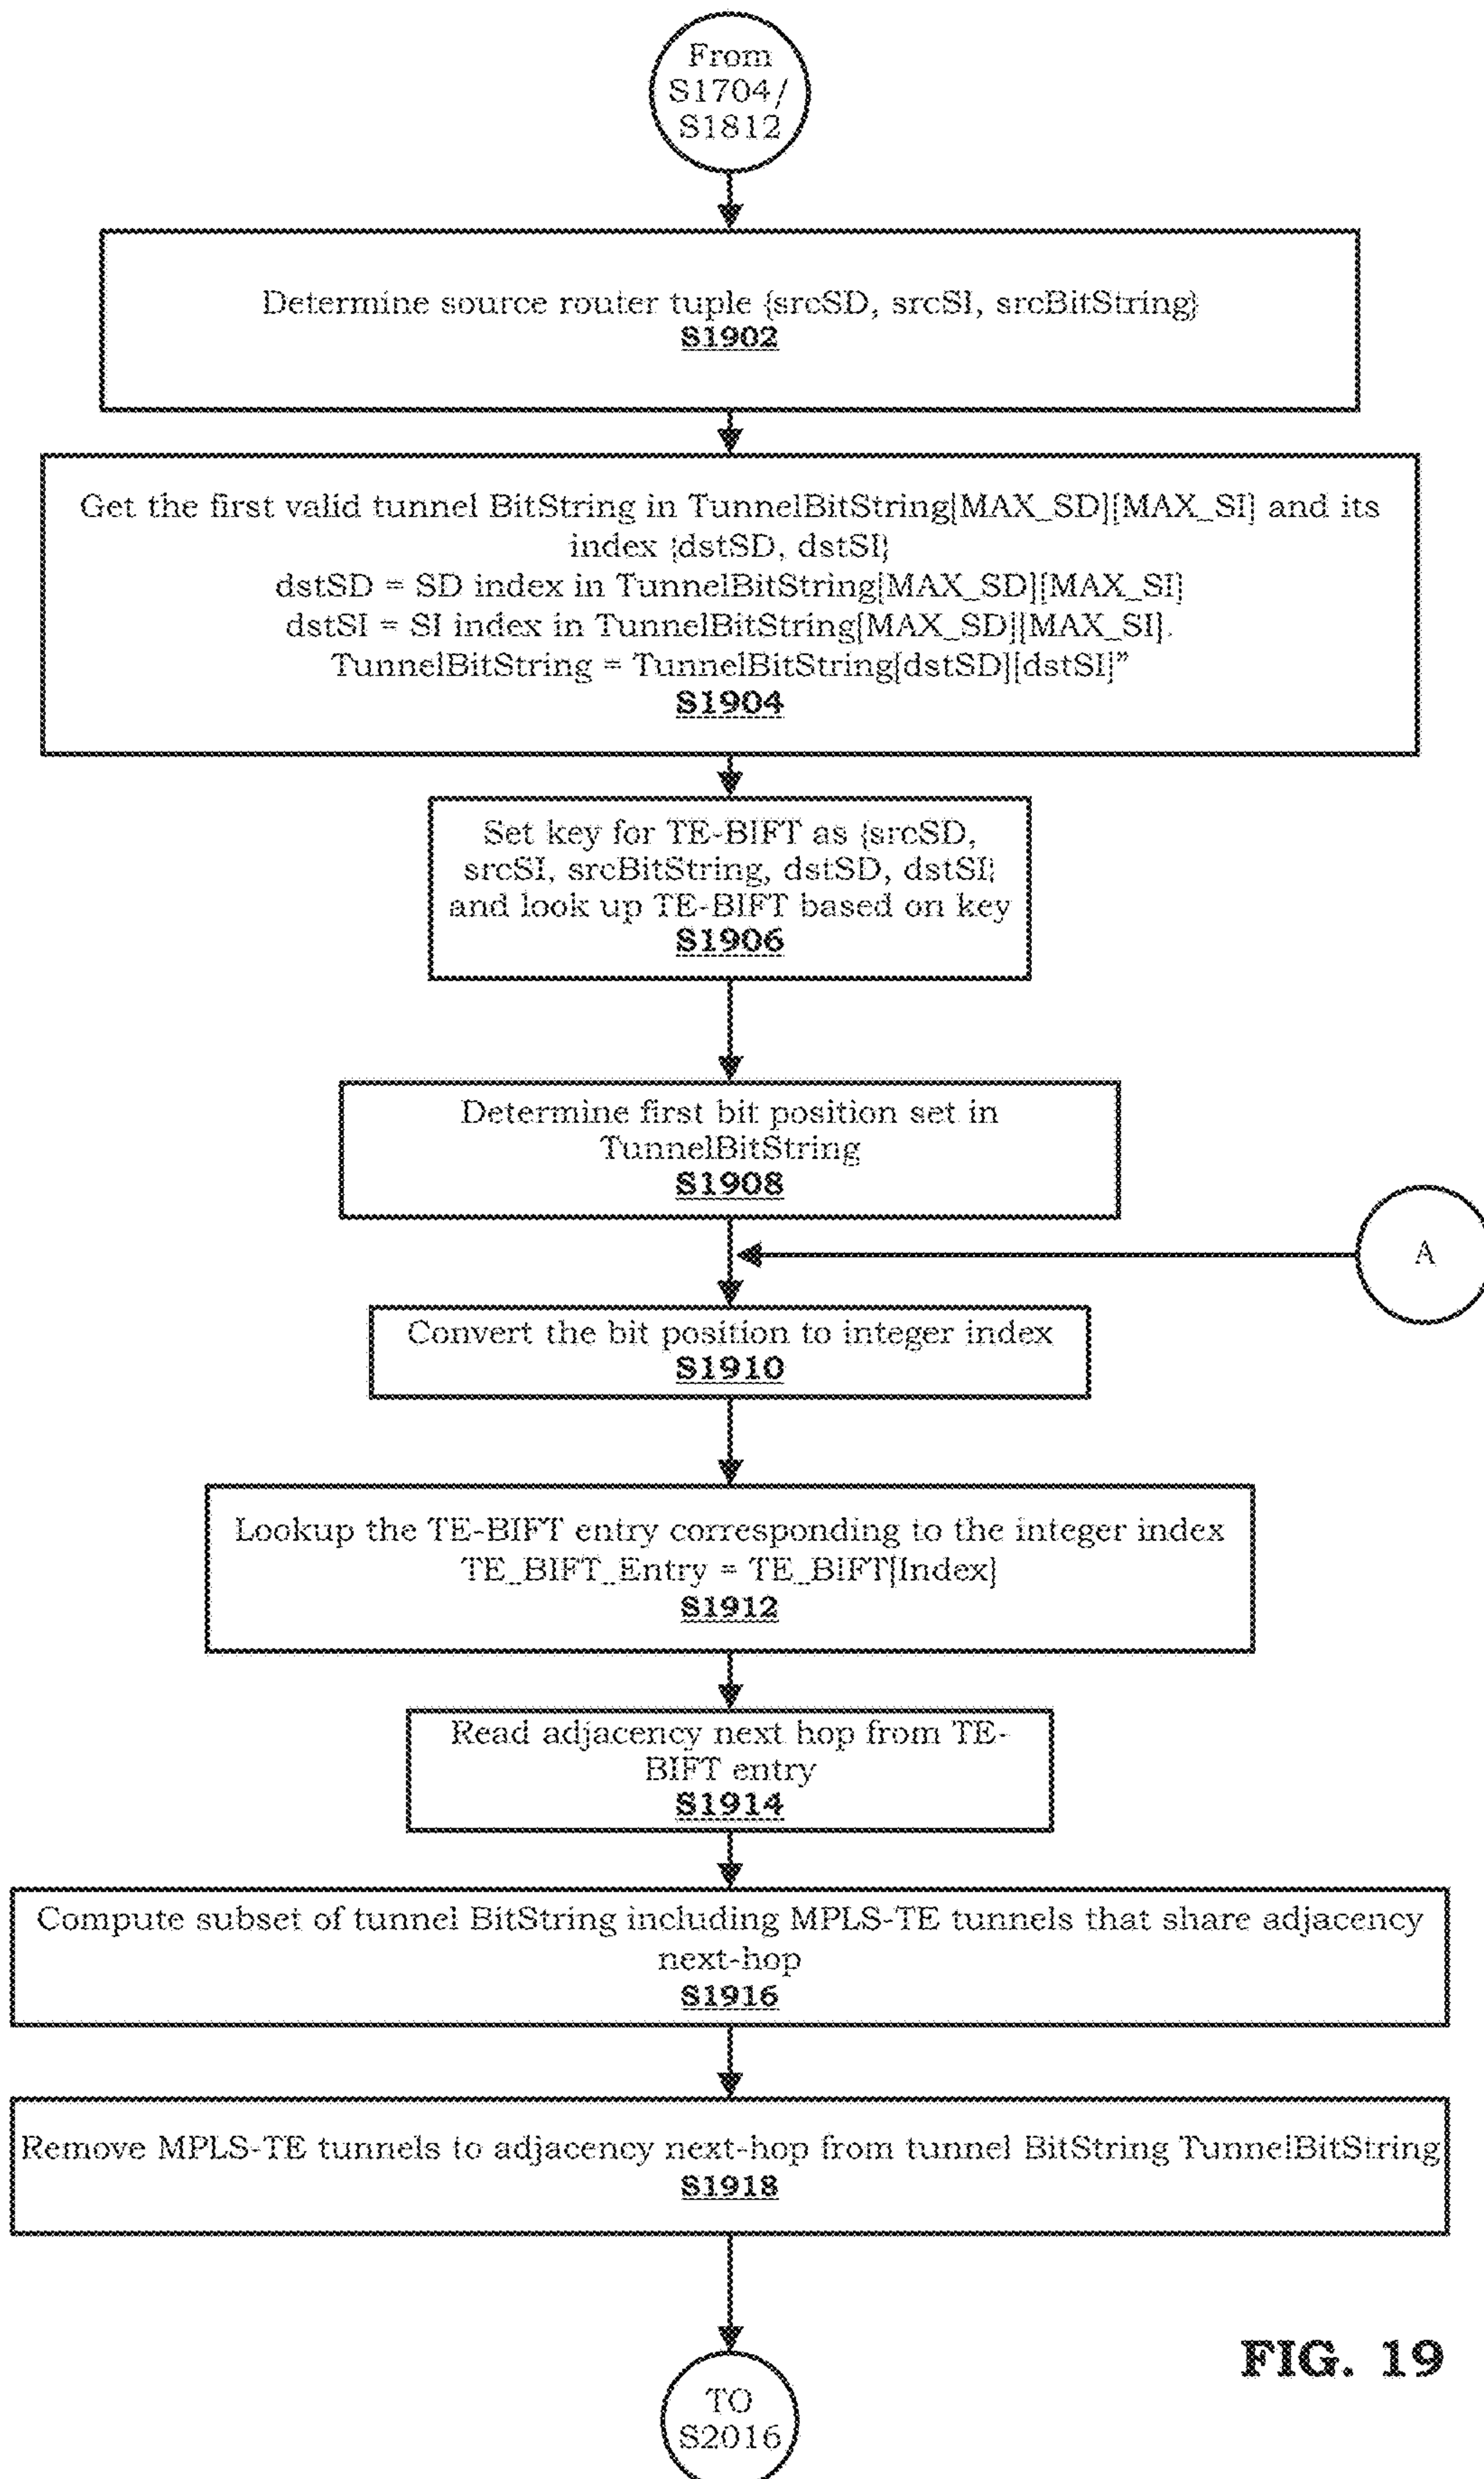 From
S1704/
S1812
Determine source router tuple {srcSD, srcSI, srcBitString}
S1902
Get the first valid tunnel BitString in TunnelBitString[MAX_SD][MAX_SI] and its
index {dstSD, dstSI}
dstSD = SD index in TunnelBitString[MAX_SD][MAX_SI]
dstSI = SI index in TunnelBitString[MAX_SD][MAX_SI].
TunnelBitString = TunnelBitString[dstSD][dstSI]”
S1904
Set key for TE-BIFT as {srcSD,
srcSI, srcBitString, dstSD, dstSI}
and look up TE-BIFT based on key
S1906
Determine first bit position set in
TunnelBitString
S1908
A
Convert the bit position to integer index
S1910
Lookup the TE-BIFT entry corresponding to the integer index
TE_BIFT_Entry = TE_BIFT[Index]
S1912
Read adjacency next hop from TE-
BIFT entry
S1914
Compute subset of tunnel BitString including MPLS-TE tunnels that share adjacency
next-hop
S1916
Remove MPLS-TE tunnels to adjacency next-hop from tunnel BitString TunnelBitString
S1918
FIG. 19
TO
S2016